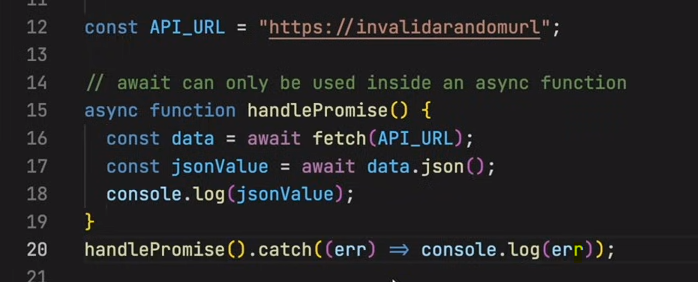 12 const API_URL = "https://invalidarandomurl";
13
14 // await can only be used inside an async function
15 async function handlePromise() {
16 const data = await fetch(API_URL);
17 const jsonValue = await data.json();
18 console.log(jsonValue);
19 }
20 handlePromise().catch((err) => console.log(err));
21